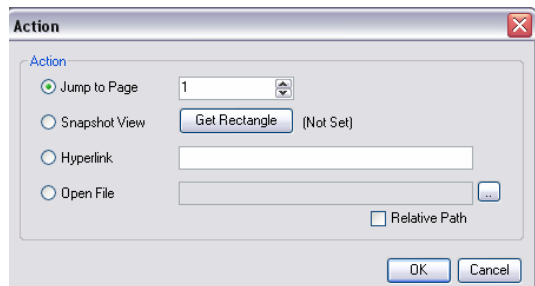 Action
Action
Jump to Page 1
Snapshot View Get Rectangle (Not Set)
Hyperlink
Open File ..
Relative Path
OK Cancel